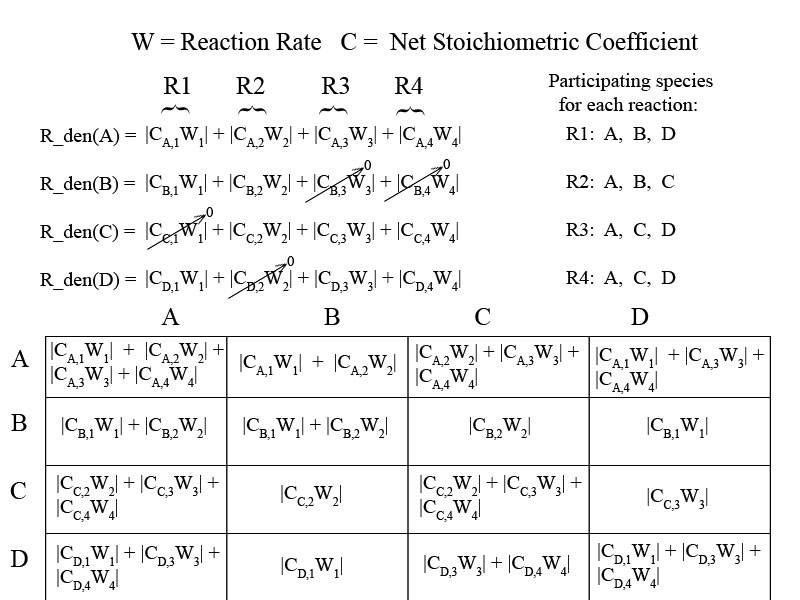 W = Reaction Rate C = Net Stoichiometric Coefficient
R1 R2 R3 R4
Participating species
for each reaction:
R_den(A) = |C_A,1W_1| + |C_A,2W_2| + |C_A,3W_3| + |C_A,4W_4|
R1: A, B, D
R_den(B) = |C_B,1W_1| + |C_B,2W_2| + |C_B,3W_3| 0 + |C_B,4W_4| 0
R2: A, B, C
R_den(C) = |C_C,1W_1| 0 + |C_C,2W_2| + |C_C,3W_3| + |C_C,4W_4|
R3: A, C, D
R_den(D) = |C_D,1W_1| + |C_D,2W_2| 0 + |C_D,3W_3| + |C_D,4W_4|
R4: A, C, D
A B C D
A
|C_A,1W_1| + |C_A,2W_2| +
|C_A,3W_3| + |C_A,4W_4|
|C_A,1W_1| + |C_A,2W_2|
|C_A,2W_2| + |C_A,3W_3| +
|C_A,4W_4|
|C_A,1W_1| + |C_A,3W_3| +
|C_A,4W_4|
B
|C_B,1W_1| + |C_B,2W_2|
|C_B,1W_1| + |C_B,2W_2|
|C_B,2W_2|
|C_B,1W_1|
C
|C_C,2W_2| + |C_C,3W_3| +
|C_C,4W_4|
|C_C,2W_2|
|C_C,2W_2| + |C_C,3W_3| +
|C_C,4W_4|
|C_C,3W_3|
D
|C_D,1W_1| + |C_D,3W_3| +
|C_D,4W_4|
|C_D,1W_1|
|C_D,3W_3| + |C_D,4W_4|
|C_D,1W_1| + |C_D,3W_3| +
|C_D,4W_4|